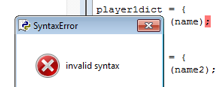 player1dict = {
SyntaxError
(name);
invalid syntax
= {
(name2);